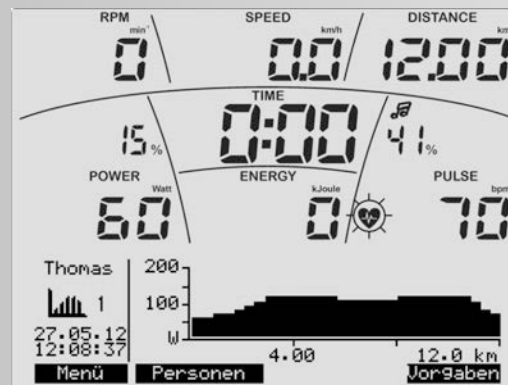 RPM SPEED DISTANCE
min⁻¹ km/h km
0 0.0 12.00
TIME
15% 0:00 41%
POWER ENERGY PULSE
Watt kJoule bpm
60 0 70
Thomas
200
1
100
W
27.05.12
12:08:37
4.00 12.0 km
Menü Personen Vorgaben